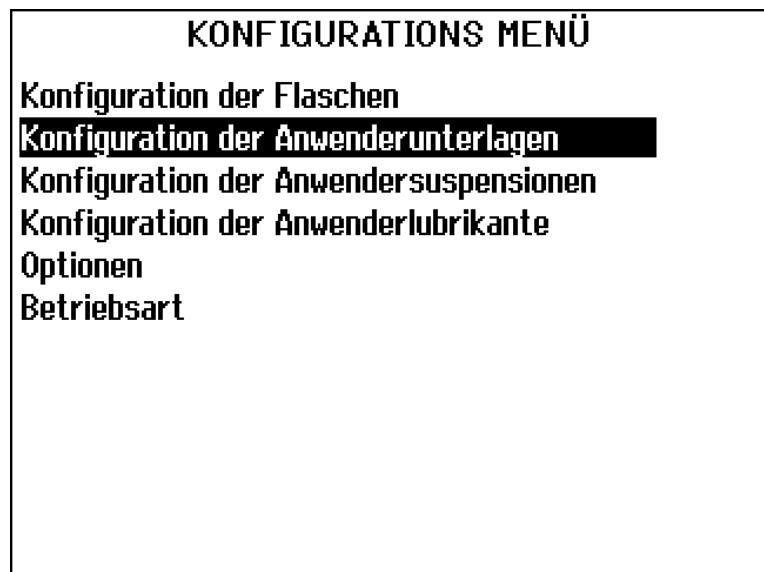 KONFIGURATIONS MENÜ
Konfiguration der Flaschen
Konfiguration der Anwenderunterlagen
Konfiguration der Anwendersuspensionen
Konfiguration der Anwenderlubrikante
Optionen
Betriebsart